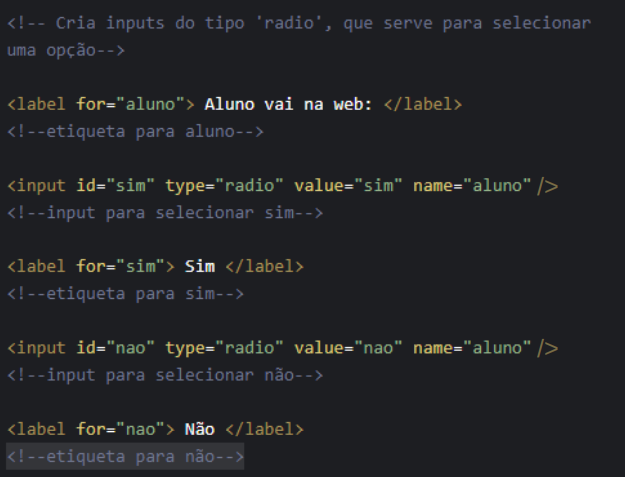 <!-- Cria inputs do tipo 'radio', que serve para selecionar
uma opção-->
<label for="aluno"> Aluno vai na web: </label>
<!--etiqueta para aluno-->
<input id="sim" type="radio" value="sim" name="aluno" />
<!--input para selecionar sim-->
<label for="sim"> Sim </label>
<!--etiqueta para sim-->
<input id="nao" type="radio" value="nao" name="aluno" />
<!--input para selecionar não-->
<label for="nao"> Não </label>
<!--etiqueta para não-->